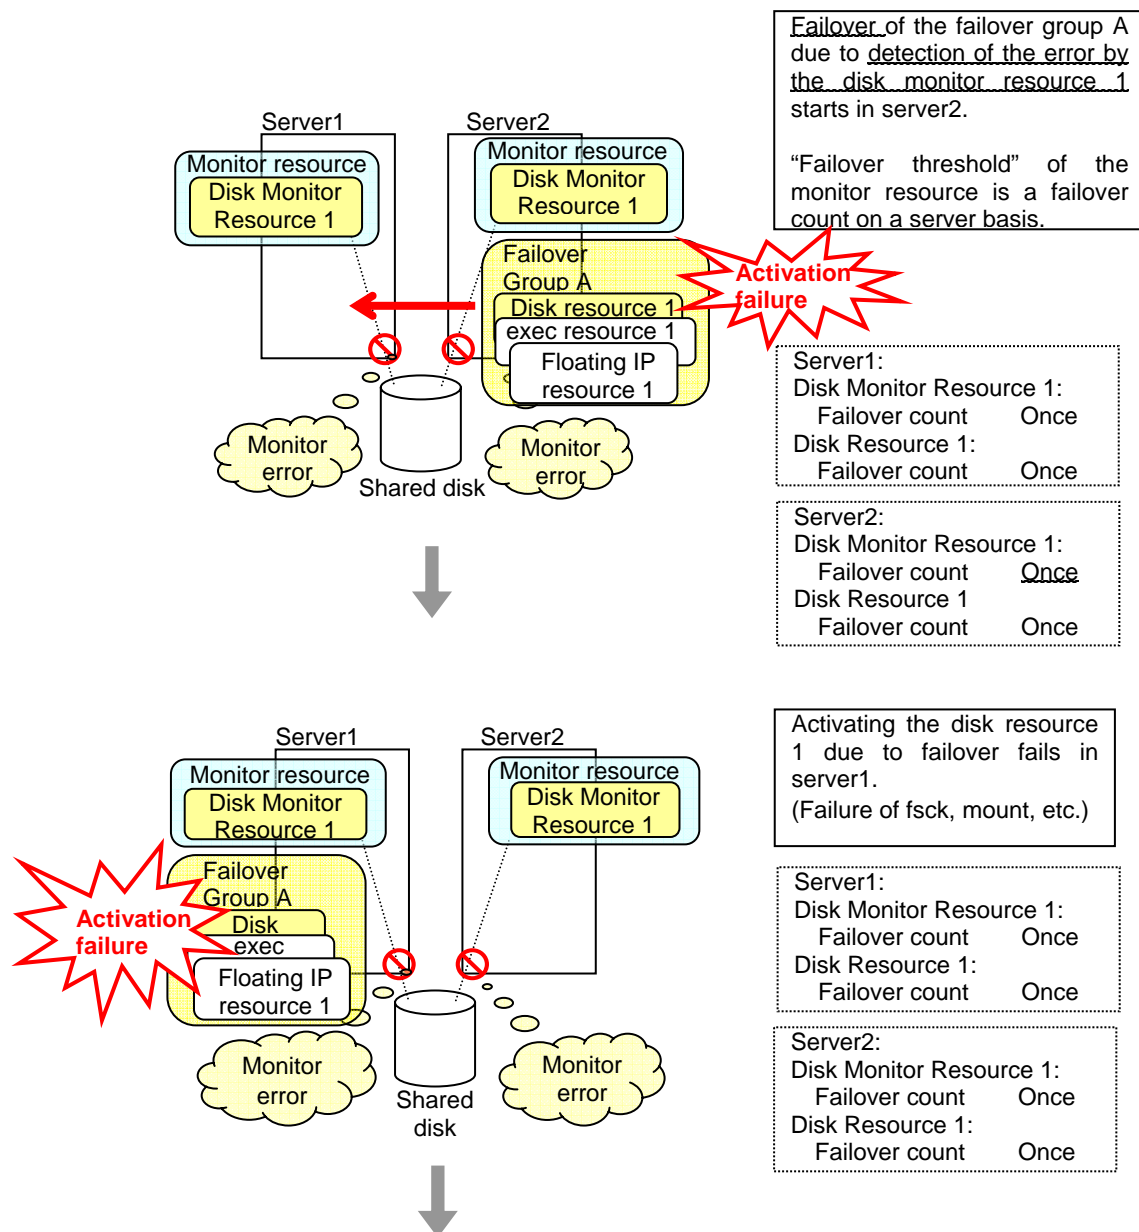 Failover of the failover group A
due to detection of the error by
the disk monitor resource 1
starts in server2.
“Failover threshold” of the
monitor resource is a failover
count on a server basis.
Server1
Server2
Monitor resource
Disk Monitor
Resource 1
Monitor resource
Disk Monitor
Resource 1
Failover
Group A
Disk resource 1
exec resource 1
Floating IP
resource 1
Activation
failure
Monitor
error
Shared disk
Monitor
error
Server1:
Disk Monitor Resource 1:
Failover count Once
Disk Resource 1:
Failover count Once
Server2:
Disk Monitor Resource 1:
Failover count Once
Disk Resource 1
Failover count Once
Server1
Server2
Monitor resource
Disk Monitor
Resource 1
Monitor resource
Disk Monitor
Resource 1
Activation
failure
Failover
Group A
Disk
exec
Floating IP
resource 1
Monitor
error
Shared
disk
Monitor
error
Activating the disk resource
1 due to failover fails in
server1.
(Failure of fsck, mount, etc.)
Server1:
Disk Monitor Resource 1:
Failover count Once
Disk Resource 1:
Failover count Once
Server2:
Disk Monitor Resource 1:
Failover count Once
Disk Resource 1:
Failover count Once